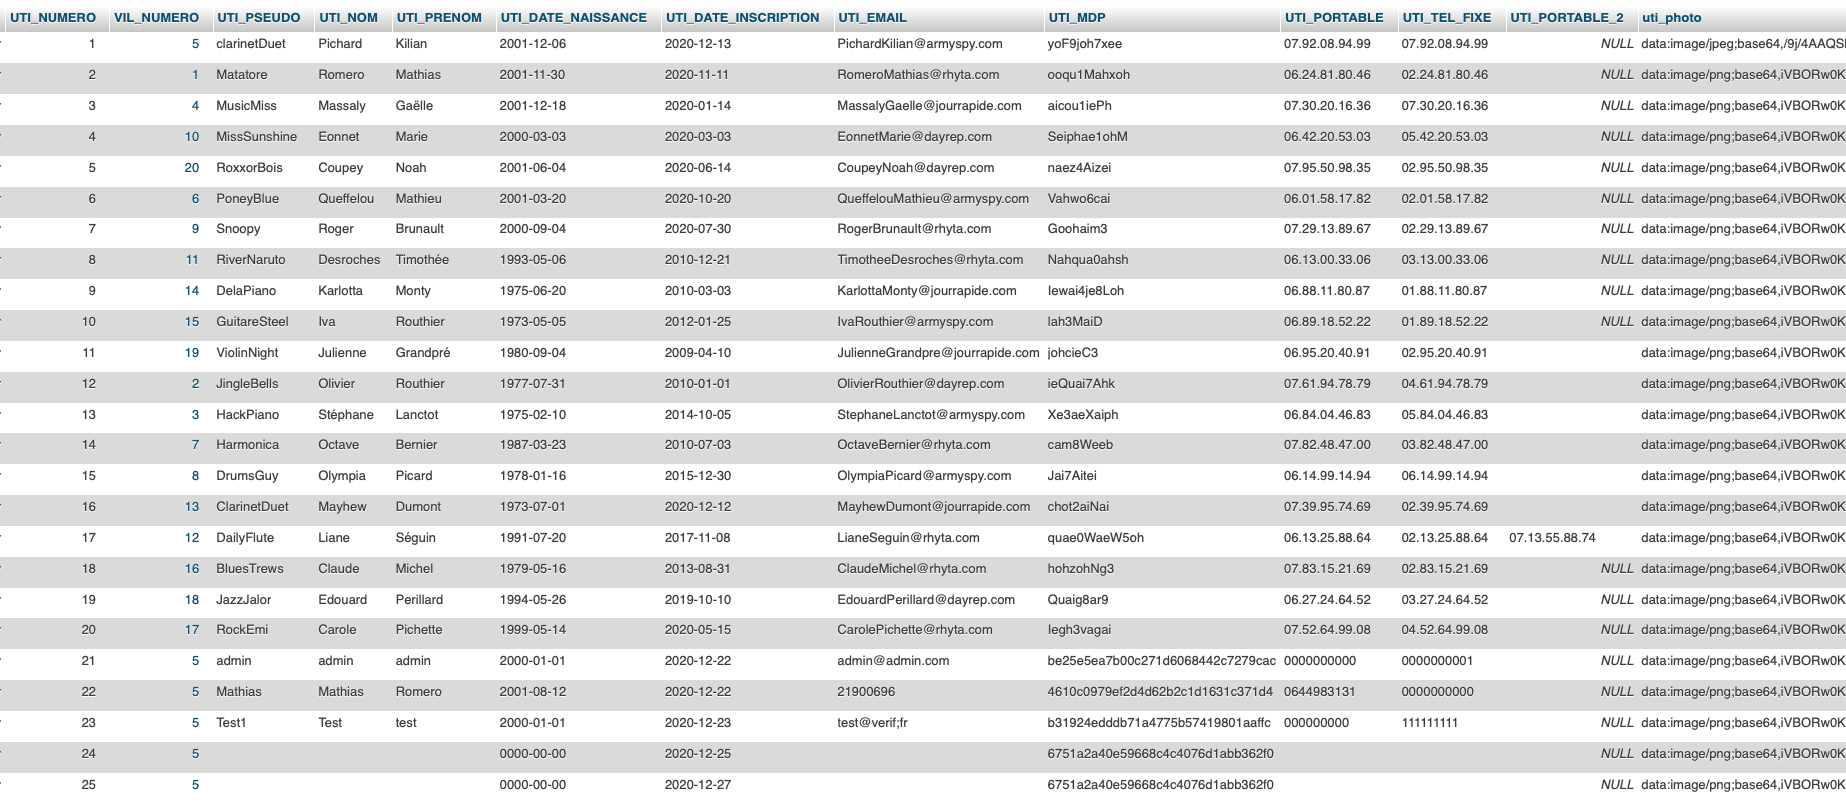 UTI_NUMERO VIL_NUMERO UTI_PSEUDO UTI_NOM UTI_PRENOM UTI_DATE_NAISSANCE UTI_DATE_INSCRIPTION UTI_EMAIL UTI_MDP UTI_PORTABLE UTI_TEL_FIXE UTI_PORTABLE_2 uti_photo
1 5 clarinetDuet Pichard Kilian 2001-12-06 2020-12-13 PichardKilian@armyspy.com yoF9joh7xee 07.92.08.94.99 07.92.08.94.99 NULL data:image/jpeg;base64,/9j/4AAQS
2 1 Matatore Romero Mathias 2001-11-30 2020-11-11 RomeroMathias@rhyta.com ooqu1Mahxoh 06.24.81.80.46 02.24.81.80.46 NULL data:image/png;base64,iVBORw0K
3 4 MusicMiss Massaly Gaëlle 2001-12-18 2020-01-14 MassalyGaelle@jourrapide.com aicou1iePh 07.30.20.16.36 07.30.20.16.36 NULL data:image/png;base64,iVBORw0K
4 10 MissSunshine Eonnet Marie 2000-03-03 2020-03-03 EonnetMarie@dayrep.com Seiphae1ohM 06.42.20.53.03 05.42.20.53.03 NULL data:image/png;base64,iVBORw0K
5 20 RoxxorBois Coupey Noah 2001-06-04 2020-06-14 CoupeyNoah@dayrep.com naez4Aizei 07.95.50.98.35 02.95.50.98.35 NULL data:image/png;base64,iVBORw0K
6 6 PoneyBlue Queffelou Mathieu 2001-03-20 2020-10-20 QueffelouMathieu@armyspy.com Vahwo6cai 06.01.58.17.82 02.01.58.17.82 NULL data:image/png;base64,iVBORw0K
7 9 Snoopy Roger Brunault 2000-09-04 2020-07-30 RogerBrunault@rhyta.com Goohaim3 07.29.13.89.67 02.29.13.89.67 NULL data:image/png;base64,iVBORw0K
8 11 RiverNaruto Desroches Timothée 1993-05-06 2010-12-21 TimotheeDesroches@rhyta.com Nahqua0ahsh 06.13.00.33.06 03.13.00.33.06 NULL data:image/png;base64,iVBORw0K
9 14 DelaPiano Karlotta Monty 1975-06-20 2010-03-03 KarlottaMonty@jourrapide.com Iewai4je8Loh 06.88.11.80.87 01.88.11.80.87 NULL data:image/png;base64,iVBORw0K
10 15 GuitareSteel Iva Routhier 1973-05-05 2012-01-25 IvaRouthier@armyspy.com Iah3MaiD 06.89.18.52.22 01.89.18.52.22 NULL data:image/png;base64,iVBORw0K
11 19 ViolinNight Julienne Grandpré 1980-09-04 2009-04-10 JulienneGrandpre@jourrapide.com johcieC3 06.95.20.40.91 02.95.20.40.91 data:image/png;base64,iVBORw0K
12 2 JingleBells Olivier Routhier 1977-07-31 2010-01-01 OlivierRouthier@dayrep.com ieQuai7Ahk 07.61.94.78.79 04.61.94.78.79 data:image/png;base64,iVBORw0K
13 3 HackPiano Stéphane Lanctot 1975-02-10 2014-10-05 StephaneLanctot@armyspy.com Xe3aeXaiph 06.84.04.46.83 05.84.04.46.83 data:image/png;base64,iVBORw0K
14 7 Harmonica Octave Bernier 1987-03-23 2010-07-03 OctaveBernier@rhyta.com cam8Weeb 07.82.48.47.00 03.82.48.47.00 data:image/png;base64,iVBORw0K
15 8 DrumsGuy Olympia Picard 1978-01-16 2015-12-30 OlympiaPicard@armyspy.com Jai7Aitei 06.14.99.14.94 06.14.99.14.94 data:image/png;base64,iVBORw0K
16 13 ClarinetDuet Mayhew Dumont 1973-07-01 2020-12-12 MayhewDumont@jourrapide.com chot2aiNai 07.39.95.74.69 02.39.95.74.69 data:image/png;base64,iVBORw0K
17 12 DailyFlute Liane Séguin 1991-07-20 2017-11-08 LianeSeguin@rhyta.com quae0WaeW5oh 06.13.25.88.64 02.13.25.88.64 07.13.55.88.74 data:image/png;base64,iVBORw0K
18 16 BluesTrews Claude Michel 1979-05-16 2013-08-31 ClaudeMichel@rhyta.com hohzohNg3 07.83.15.21.69 02.83.15.21.69 NULL data:image/png;base64,iVBORw0K
19 18 JazzJalor Edouard Perillard 1994-05-26 2019-10-10 EdouardPerillard@dayrep.com Quaig8ar9 06.27.24.64.52 03.27.24.64.52 NULL data:image/png;base64,iVBORw0K
20 17 RockEmi Carole Pichette 1999-05-14 2020-05-15 CarolePichette@rhyta.com Iegh3vagai 07.52.64.99.08 04.52.64.99.08 NULL data:image/png;base64,iVBORw0K
21 5 admin admin admin 2000-01-01 2020-12-22 admin@admin.com be25e5ea7b00c271d6068442c7279cac 0000000000 0000000001 NULL data:image/png;base64,iVBORw0K
22 5 Mathias Mathias Romero 2001-08-12 2020-12-22 21900696 4610c0979ef2d4d62b2c1d1631c371d4 0644983131 0000000000 NULL data:image/png;base64,iVBORw0K
23 5 Test1 Test test 2000-01-01 2020-12-23 test@verif;fr b31924edddb71a4775b57419801aaffc 000000000 111111111 NULL data:image/png;base64,iVBORw0K
24 5 0000-00-00 2020-12-25 6751a2a40e59668c4c4076d1abb362f0 NULL data:image/png;base64,iVBORw0K
25 5 0000-00-00 2020-12-27 6751a2a40e59668c4c4076d1abb362f0 NULL data:image/png;base64,iVBORw0K